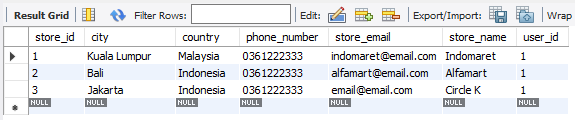 Result Grid Filter Rows: Edit: Export/Import: Wrap
store_id city country phone_number store_email store_name user_id
1 Kuala Lumpur Malaysia 0361222333 indomaret@email.com Indomaret 1
2 Bali Indonesia 0361222333 alfamart@email.com Alfamart 1
3 Jakarta Indonesia 0361222333 email@email.com Circle K 1
NULL NULL NULL NULL NULL NULL NULL